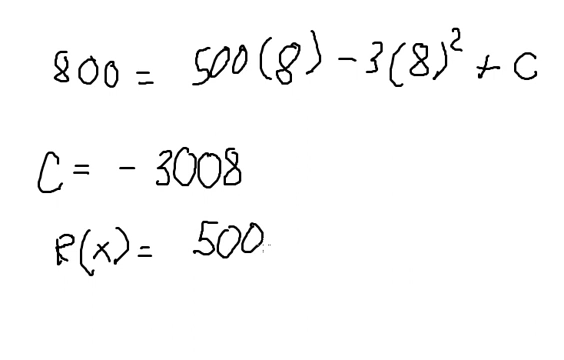 800 = 500(8) - 3(8)² + C
C = - 3008
R(x) = 500